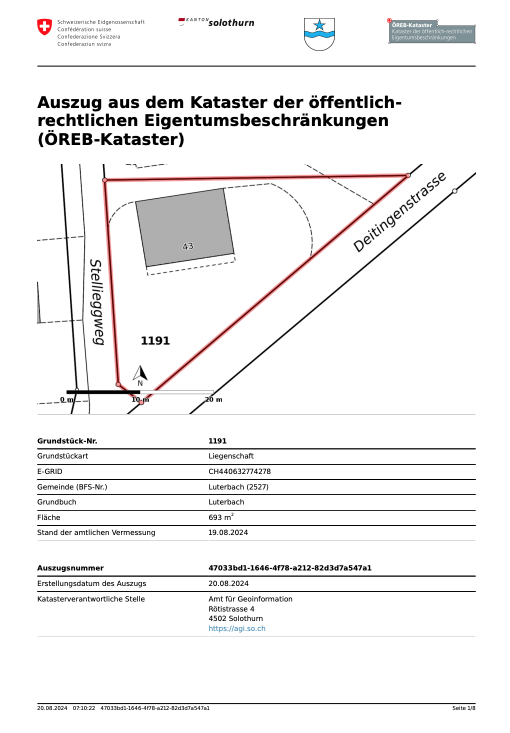 Schweizerische Eidgenossenschaft
Confédération suisse
Confederazione Svizzera
Confederaziun svizra
KANTON solothurn
ÖREB-Kataster
Kataster der öffentlich-rechtlichen
Eigentumsbeschränkungen
Auszug aus dem Kataster der öffentlich-
rechtlichen Eigentumsbeschränkungen
(ÖREB-Kataster)
Deitingenstrasse
43
Stellieggweg
1191
N
0 m 10 m 20 m
Grundstück-Nr. 1191
Grundstückart Liegenschaft
E-GRID CH440632774278
Gemeinde (BFS-Nr.) Luterbach (2527)
Grundbuch Luterbach
Fläche 693 m²
Stand der amtlichen Vermessung 19.08.2024
Auszugsnummer 47033bd1-1646-4f78-a212-82d3d7a547a1
Erstellungsdatum des Auszugs 20.08.2024
Katasterverantwortliche Stelle Amt für Geoinformation
Rötistrasse 4
4502 Solothurn
https://agi.so.ch
20.08.2024 07:10:22 47033bd1-1646-4f78-a212-82d3d7a547a1 Seite 1/8